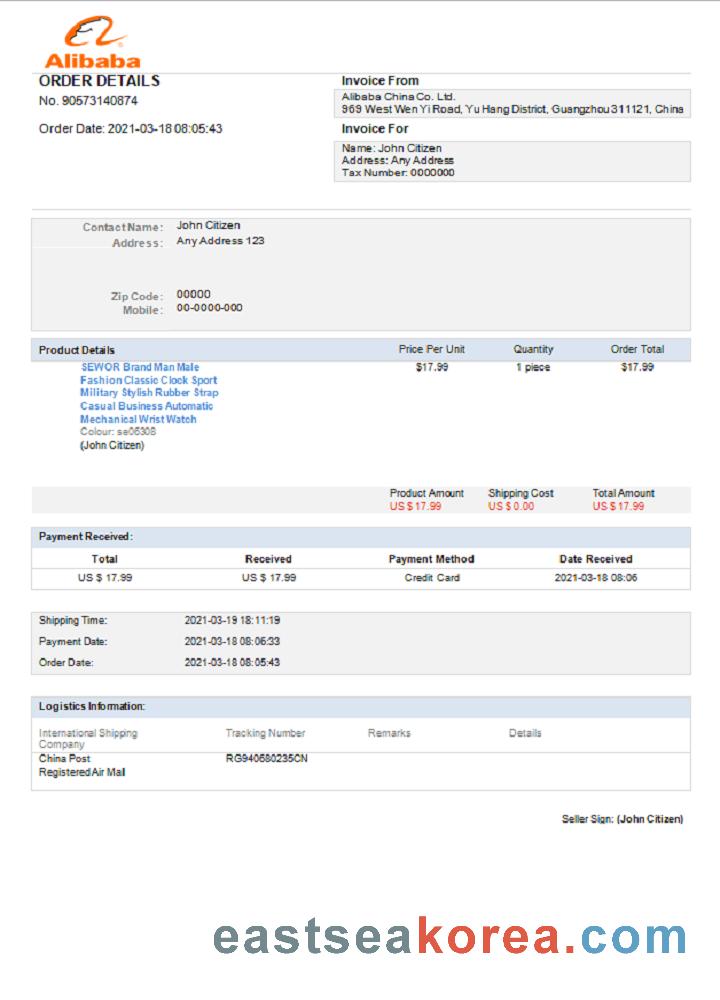 Alibaba
ORDER DETAILS
No. 90573140874
Order Date: 2021-03-18 08:05:43
Invoice From
Alibaba China Co. Ltd.
969 West Wen Yi Road, Yu Hang District, Guangzhou 311121, China
Invoice For
Name: John Citizen
Address: Any Address
Tax Number: 0000000
Contact Name: John Citizen
Address: Any Address 123
Zip Code: 00000
Mobile: 00-0000-000
Product Details Price Per Unit Quantity Order Total
SEWOR Brand Man Male $17.99 1 piece $17.99
Fashion Classic Clock Sport
Military Stylish Rubber Strap
Casual Business Automatic
Mechanical Wrist Watch
Colour: se06308
(John Citizen)
Product Amount Shipping Cost Total Amount
US $ 17.99 US $ 0.00 US $ 17.99
Payment Received:
Total Received Payment Method Date Received
US $ 17.99 US $ 17.99 Credit Card 2021-03-18 08:06
Shipping Time: 2021-03-19 18:11:19
Payment Date: 2021-03-18 08:06:33
Order Date: 2021-03-18 08:05:43
Logistics Information:
International Shipping Company Tracking Number Remarks Details
China Post RG940680235CN
Registered Air Mail
Seller Sign: (John Citizen)
eastseakorea.com